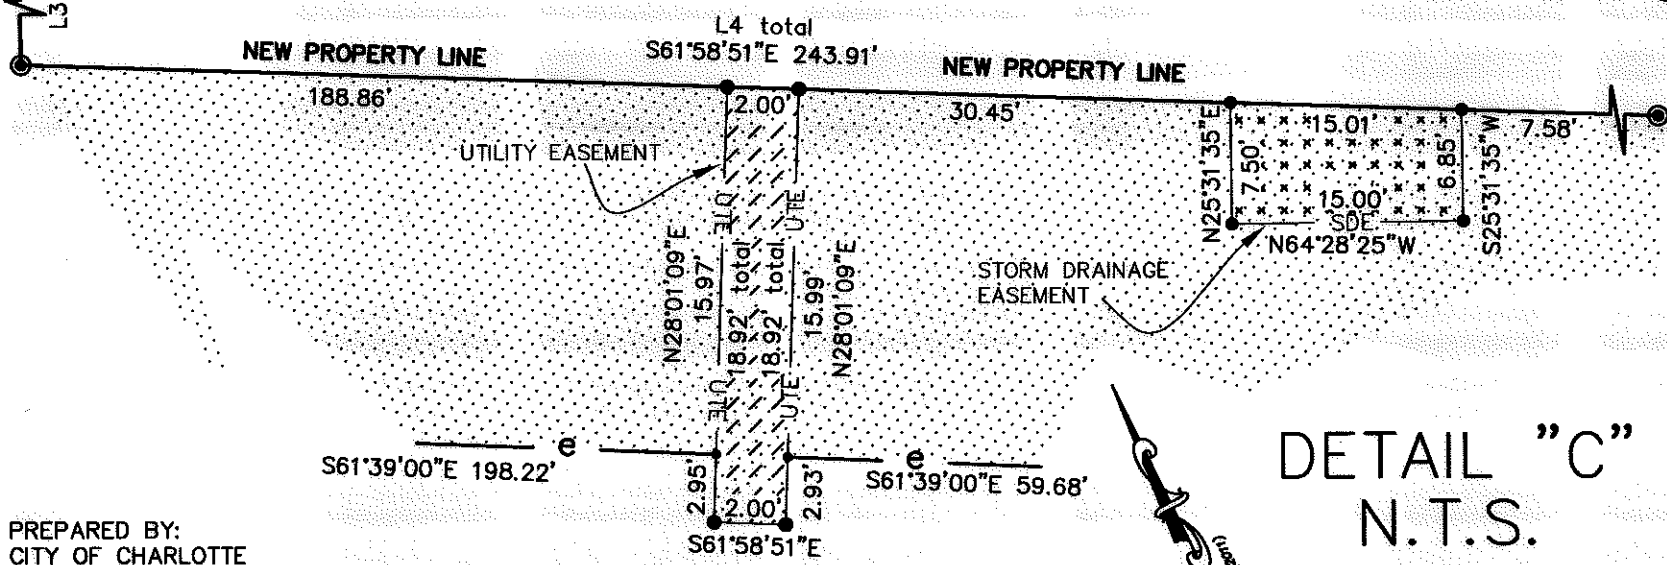 L3
L4 total
S61°58'51"E 243.91'
NEW PROPERTY LINE
NEW PROPERTY LINE
188.86'
2.00'
30.45'
15.01'
7.58'
UTILITY EASEMENT
N25°31'35"E
7.50'
6.85'
S25°31'35"W
15.00'
SDE
N64°28'25"W
UTE
UTE
N28°01'09"E
15.97'
18.92' total
18.92' total
15.99'
N28°01'09"E
STORM DRAINAGE
EASEMENT
UTE
UTE
e
e
S61°39'00"E 198.22'
S61°39'00"E 59.68'
2.95'
2.00'
2.93'
S61°58'51"E
DETAIL "C"
N.T.S.
PREPARED BY:
CITY OF CHARLOTTE